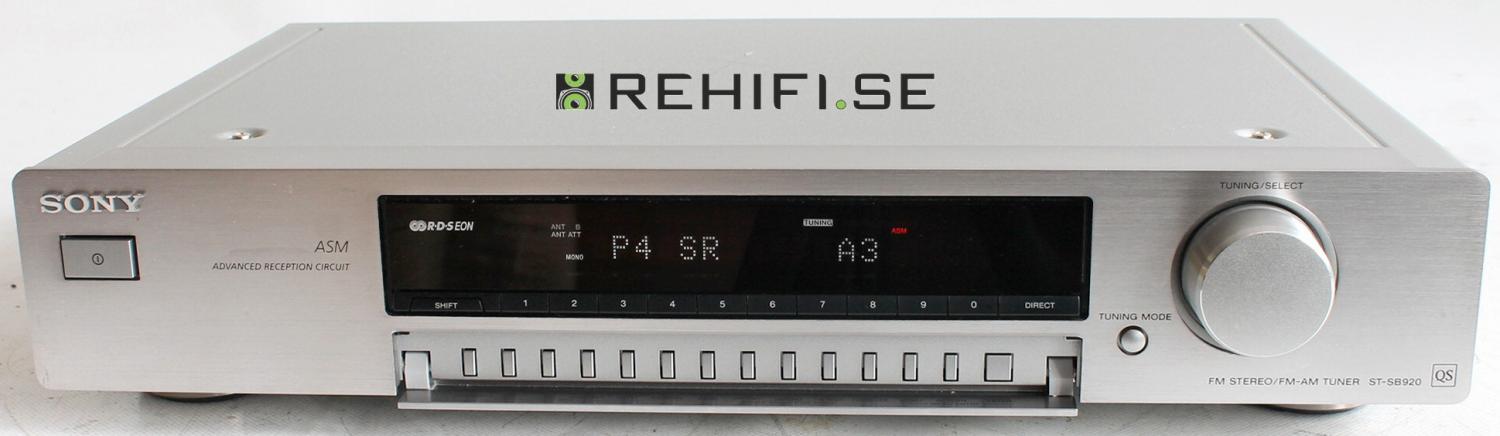 REHIFI.SE
SONY
TUNING/SELECT
ASM
ADVANCED RECEPTION CIRCUIT
R·D·S EON
ANT B
ANT ATT
MONO
P4 SR
TUNING
A3
ASM
SHIFT 1 2 3 4 5 6 7 8 9 0 DIRECT
TUNING MODE
FM STEREO/FM-AM TUNER ST-SB920 QS